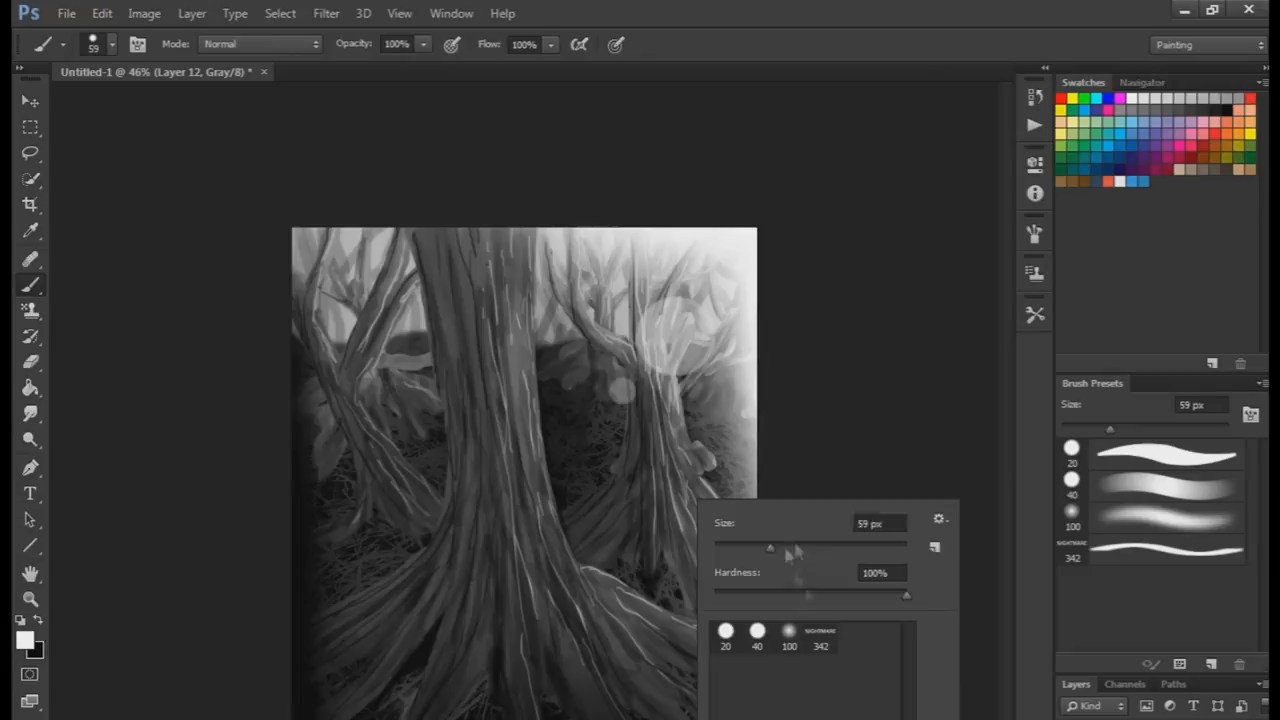 Ps File Edit Image Layer Type Select Filter 3D View Window Help
59 Mode: Normal Opacity: 100% Flow: 100% Painting
Untitled-1 @ 46% (Layer 12, Gray/8) * ×
Swatches Navigator
Brush Presets
Size: 59 px
20
40
100
NIGHTMARE
342
Size: 59 px
Hardness: 100%
NIGHTMARE
20 40 100 342
Layers Channels Paths
Kind